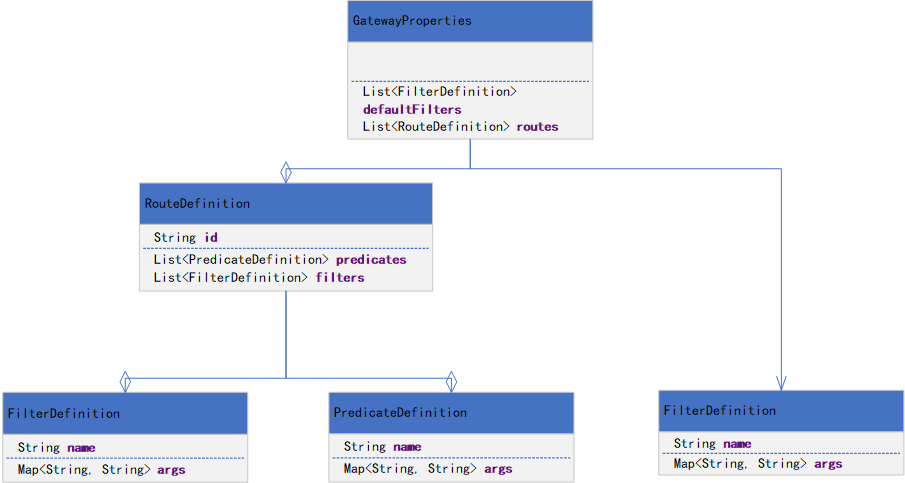 GatewayProperties
List<FilterDefinition>
defaultFilters
List<RouteDefinition> routes
RouteDefinition
String id
List<PredicateDefinition> predicates
List<FilterDefinition> filters
FilterDefinition
String name
Map<String, String> args
PredicateDefinition
String name
Map<String, String> args
FilterDefinition
String name
Map<String, String> args